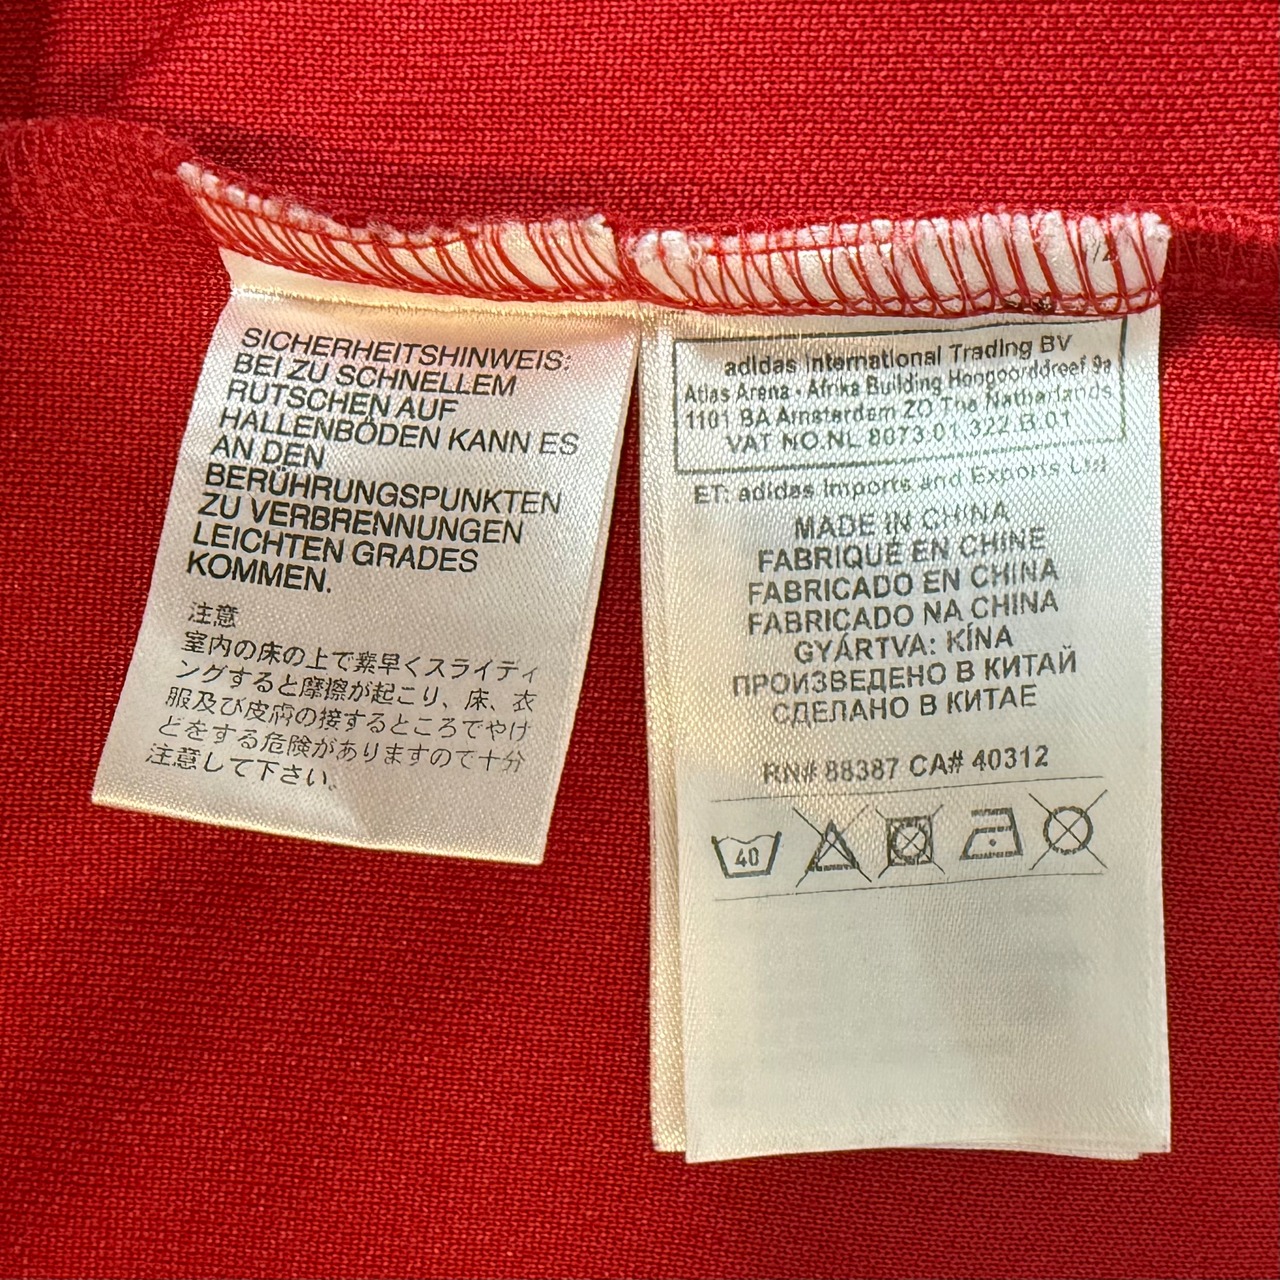 SICHERHEITSHINWEIS:
BEI ZU SCHNELLEM
RUTSCHEN AUF
HALLENBÖDEN KANN ES
AN DEN
BERÜHRUNGSPUNKTEN
ZU VERBRENNUNGEN
LEICHTEN GRADES
KOMMEN.
注意
室内の床の上で素早くスライディ
ングすると摩擦が起こり、床、衣
服及び皮膚の接するところでやけ
どをする危険がありますので十分
注意して下さい。
adidas International Trading BV
Atlas Arena · Afrika Building Hoogoorddreef 9a
1101 BA Amsterdam ZO The Netherlands
VAT NO.NL 8073.01.322.B.01
ET: adidas Imports and Exports Ltd
MADE IN CHINA
FABRIQUE EN CHINE
FABRICADO EN CHINA
FABRICADO NA CHINA
GYÁRTVA: KÍNA
ПРОИЗВЕДЕНО В КИТАЙ
СДЕЛАНО В КИТАЕ
RN# 88387 CA# 40312
40